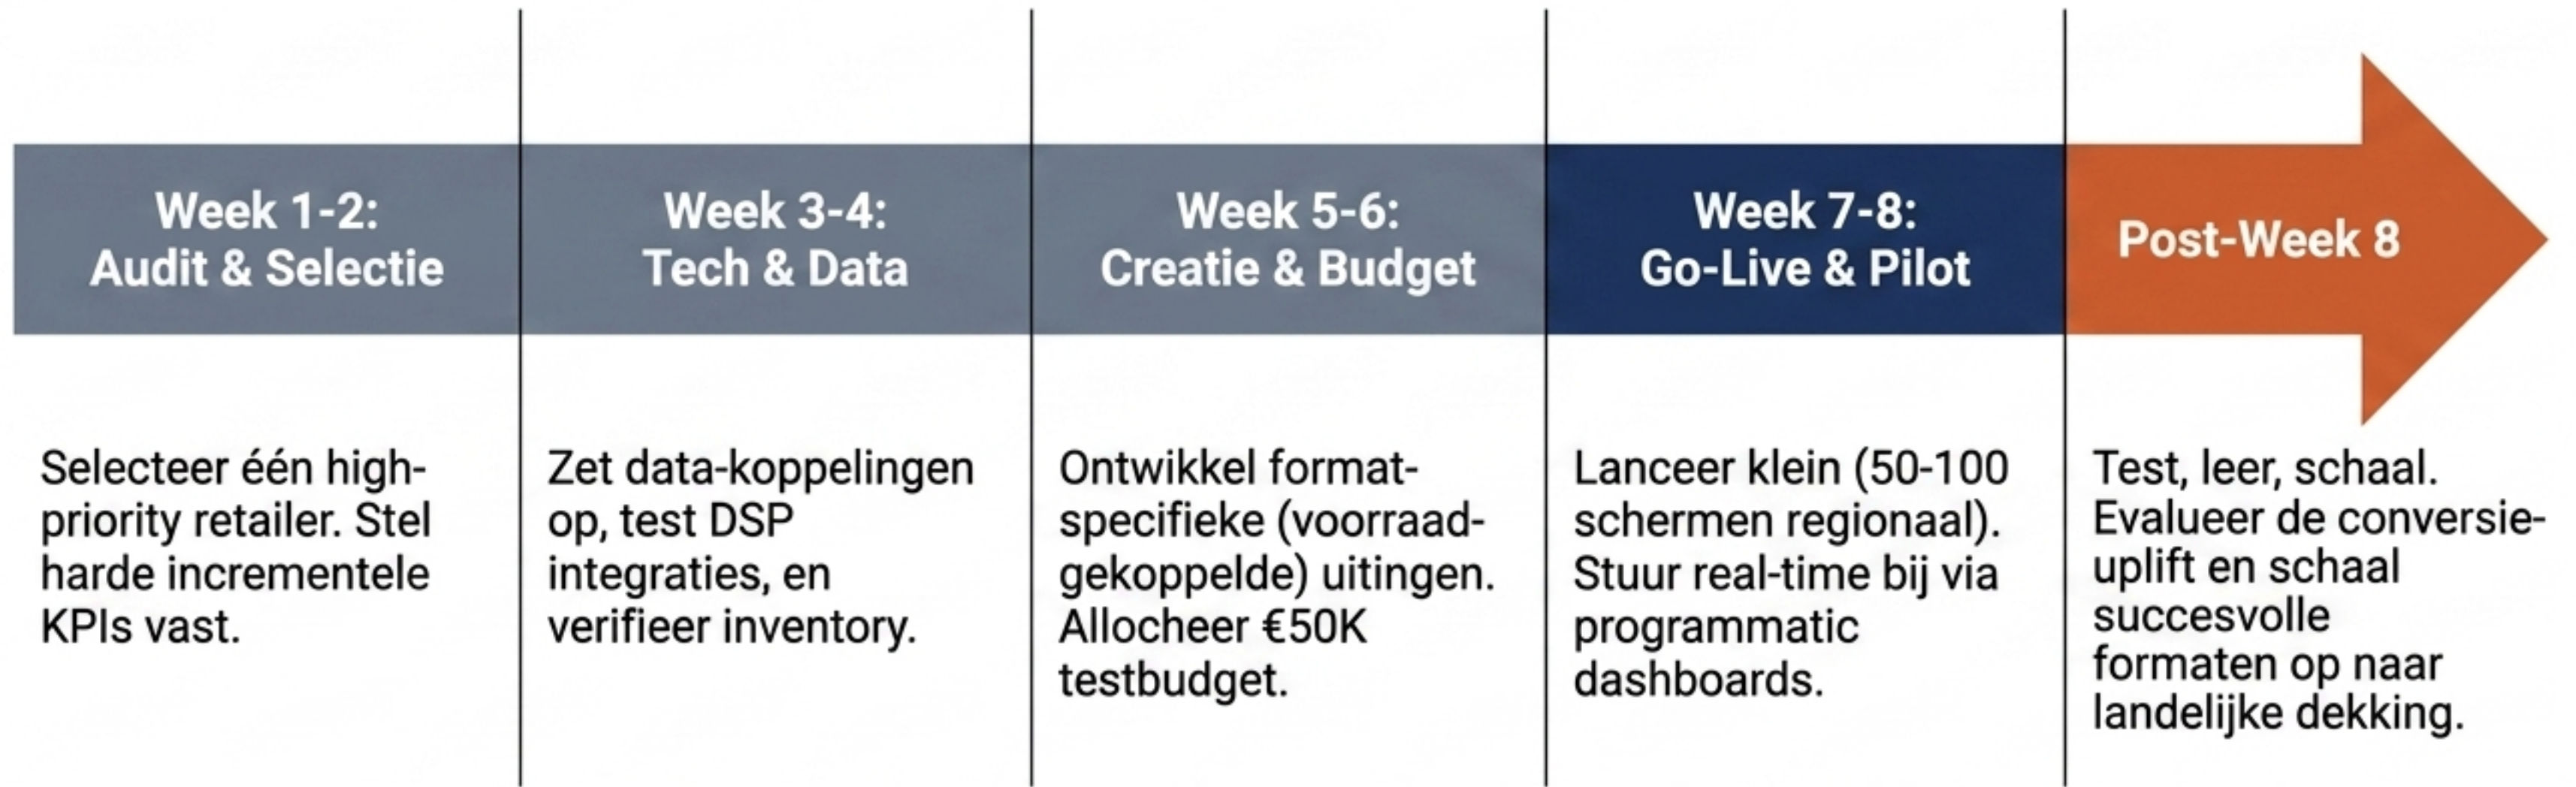 Week 1-2:
Audit & Selectie
Week 3-4:
Tech & Data
Week 5-6:
Creatie & Budget
Week 7-8:
Go-Live & Pilot
Post-Week 8
Selecteer één high-
priority retailer. Stel
harde incrementele
KPIs vast.
Zet data-koppelingen
op, test DSP
integraties, en
verifieer inventory.
Ontwikkel format-
specifieke (voorraad-
gekoppelde) uitingen.
Allocheer €50K
testbudget.
Lanceer klein (50-100
schermen regionaal).
Stuur real-time bij via
programmatic
dashboards.
Test, leer, schaal.
Evalueer de conversie-
uplift en schaal
succesvolle
formaten op naar
landelijke dekking.